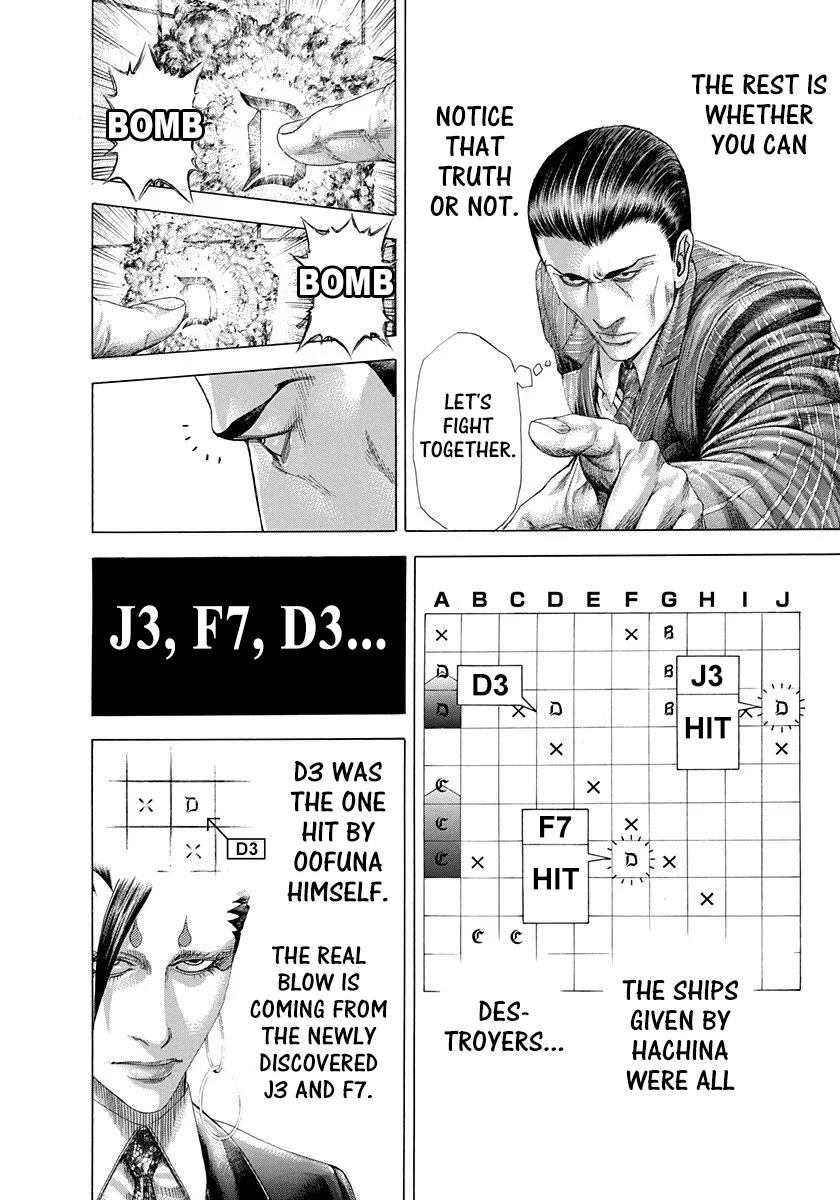 THE REST IS
WHETHER
YOU CAN
NOTICE
THAT
TRUTH
OR NOT.
LET'S
FIGHT
TOGETHER.
BOMB
BOMB
A B C D E F G H I J
× × B
D B
D × D B × D
× ×
C ×
C ×
C × D ×
×
C C
D3
J3
HIT
F7
HIT
THE SHIPS
GIVEN BY
HACHINA
WERE ALL
DES-
TROYERS...
J3, F7, D3...
× D
×
D3
D3 WAS
THE ONE
HIT BY
OOFUNA
HIMSELF.
THE REAL
BLOW IS
COMING FROM
THE NEWLY
DISCOVERED
J3 AND F7.